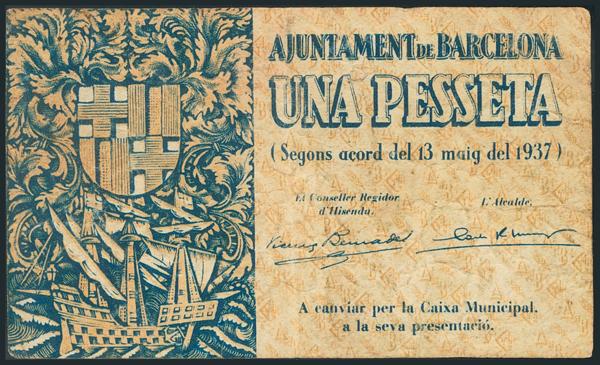 AJUNTAMENT DE BARCELONA
UNA PESSETA
(Segons acord del 13 maig del 1937)
El Conseller Regidor
d'Hisenda.
L'Alcalde.
A canviar per la Caixa Municipal.
a la seva presentació.